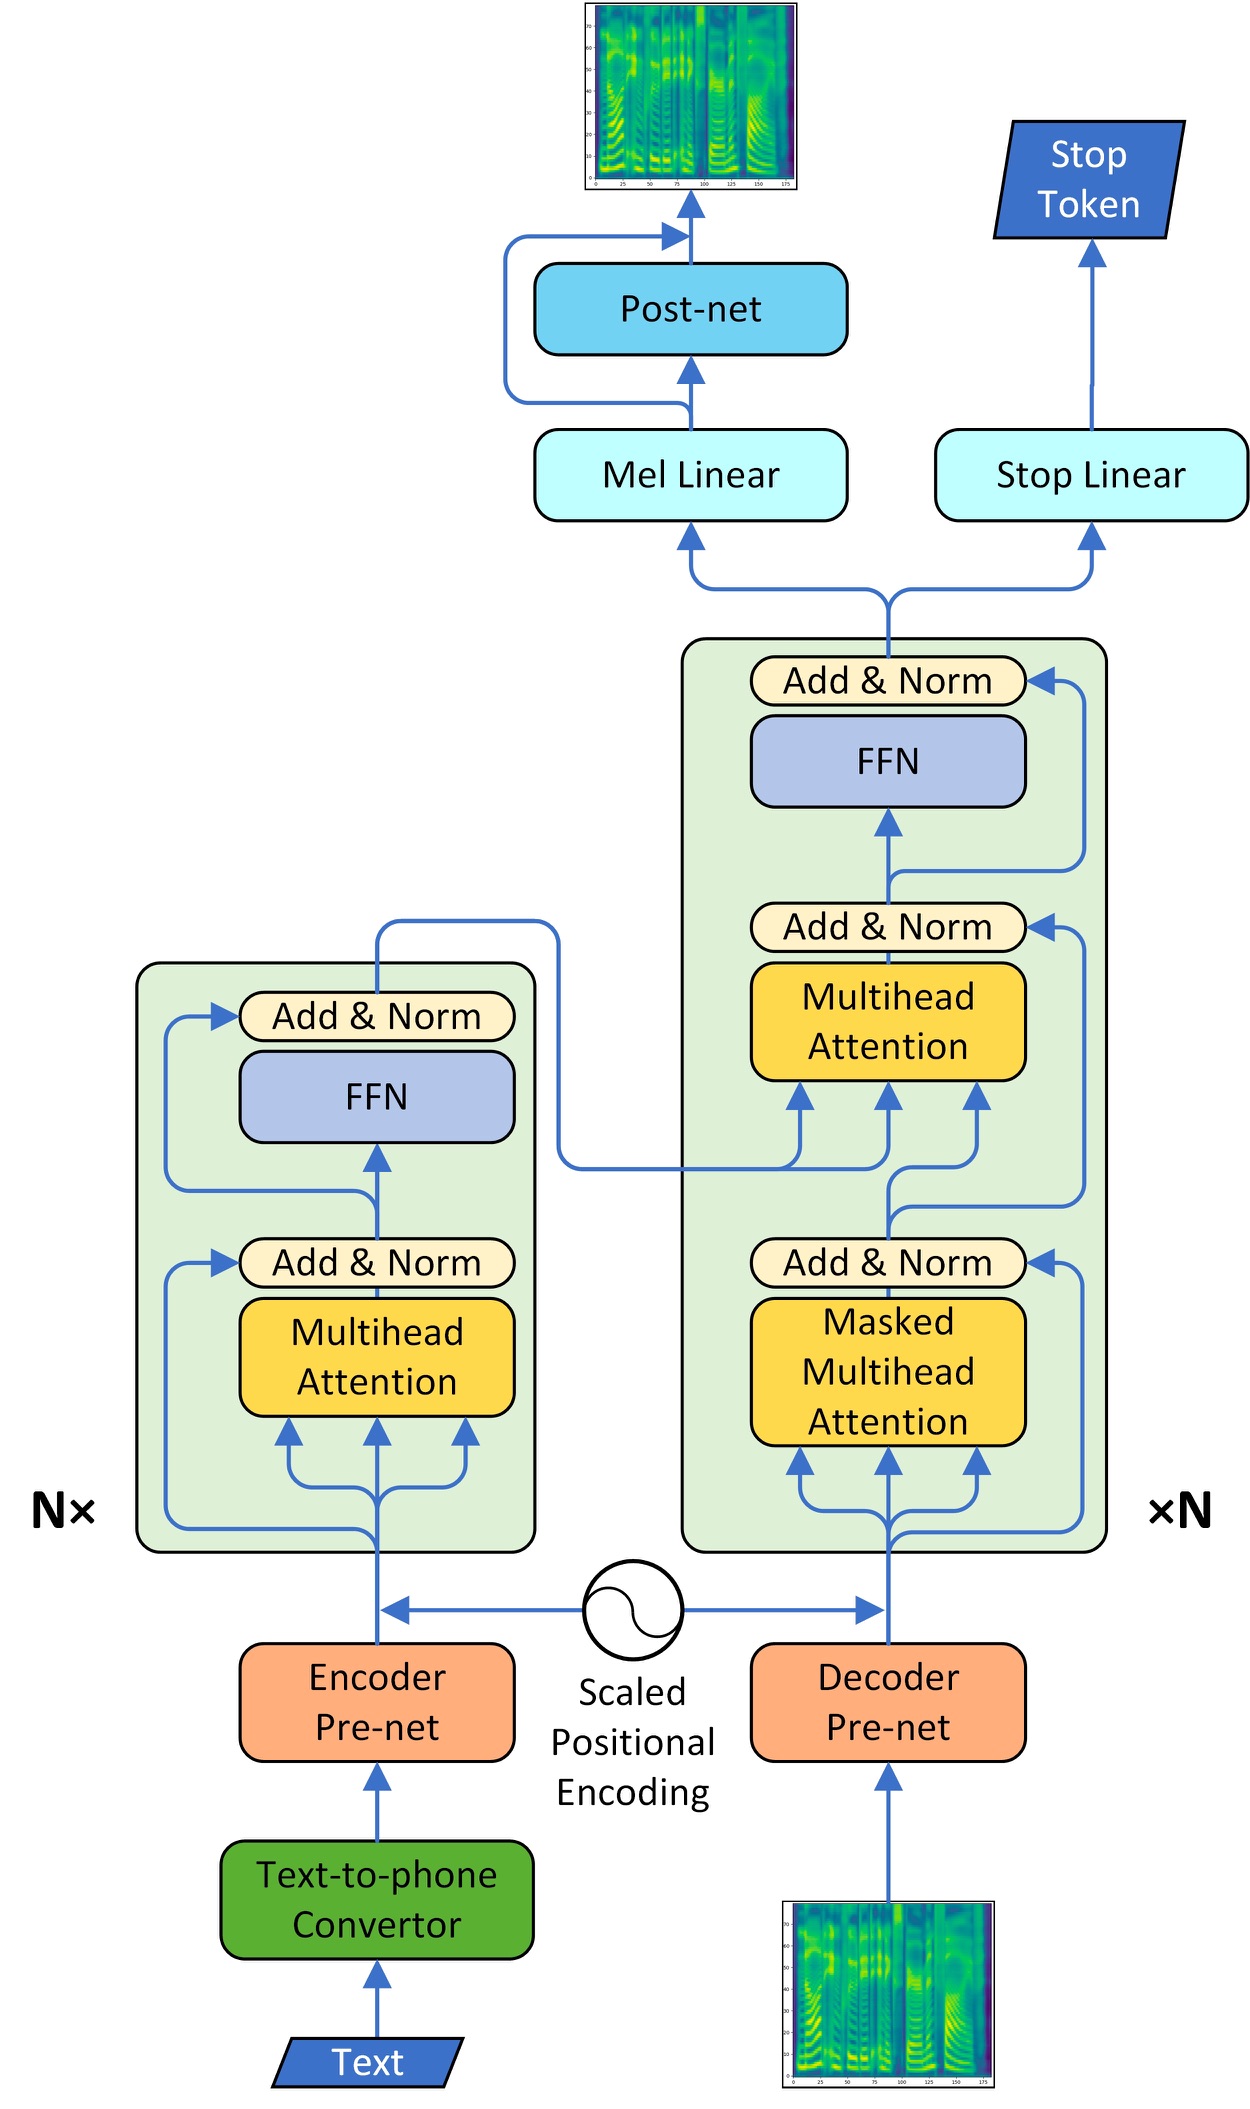 Stop
Token
Post-net
Mel Linear
Stop Linear
Add & Norm
FFN
Add & Norm
Multihead
Attention
Add & Norm
FFN
Add & Norm
Multihead
Attention
Add & Norm
Masked
Multihead
Attention
N×
×N
Encoder
Pre-net
Scaled
Positional
Encoding
Decoder
Pre-net
Text-to-phone
Convertor
Text